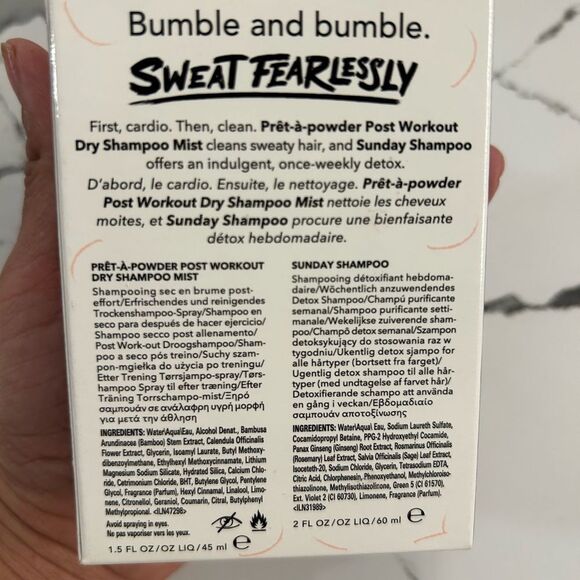 Bumble and bumble.
SWEAT FEARLESSLY
First, cardio. Then, clean. Prêt-à-powder Post Workout
Dry Shampoo Mist cleans sweaty hair, and Sunday Shampoo
offers an indulgent, once-weekly detox.
D'abord, le cardio. Ensuite, le nettoyage. Prêt-à-powder
Post Workout Dry Shampoo Mist nettoie les cheveux
moites, et Sunday Shampoo procure une bienfaisante
détox hebdomadaire.
PRÊT-À-POWDER POST WORKOUT
DRY SHAMPOO MIST
Shampooing sec en brume post-
effort/Erfrischendes und reinigendes
Trockenshampoo-Spray/Shampoo en
seco para después de hacer ejercicio/
Shampoo secco post allenamento/
Post Work-out Droogshampoo/Sham-
poo a seco pós treino/Suchy szam-
pon-mgiełka do użycia po treningu/
Etter Trening Tørrsjampo-spray/Tørs-
hampoo Spray til efter træning/Efter
Träning Torrschampo-mist/Ξηρό
σαμπουάν σε ανάλαφρη υγρή μορφή
για μετά την άθληση
INGREDIENTS: Water\Aqua\Eau, Alcohol Denat., Bambusa
Arundinacea (Bamboo) Stem Extract, Calendula Officinalis
Flower Extract, Glycerin, Isoamyl Laurate, Butyl Methoxy-
dibenzoylmethane, Ethylhexyl Methoxycinnamate, Lithium
Magnesium Sodium Silicate, Hydrated Silica, Calcium Chlo-
ride, Cetrimonium Chloride, BHT, Butylene Glycol, Pentylene
Glycol, Fragrance (Parfum), Hexyl Cinnamal, Linalool, Limo-
nene, Citronellol, Geraniol, Coumarin, Citral, Butylphenyl
Methylpropional. <ILN47298>
Avoid spraying in eyes.
Ne pas vaporiser vers les yeux.
1.5 FL OZ/OZ LIQ/45 ml e
SUNDAY SHAMPOO
Shampooing détoxifiant hebdoma-
daire/Wöchentlich anzuwendendes
Detox Shampoo/Champú purificante
semanal/Shampoo purificante setti-
manale/Wekelijkse zuiverende sham-
poo/Champô detox semanal/Szampon
detoksykujący do stosowania raz w
tygodniu/Ukentlig detox sjampo for
alle hårtyper (bortsett fra farget)/
Ugentlig detox shampoo til alle hår-
typer (med undtagelse af farvet hår)/
Detoxifierande schampo att använda
en gång i veckan/Εβδομαδιαίο
σαμπουάν αποτοξίνωσης
INGREDIENTS: Water\Aqua\Eau, Sodium Laureth Sulfate,
Cocamidopropyl Betaine, PPG-2 Hydroxyethyl Cocamide,
Panax Ginseng (Ginseng) Root Extract, Rosmarinus Officinalis
(Rosemary) Leaf Extract, Salvia Officinalis (Sage) Leaf Extract,
Isoceteth-20, Sodium Chloride, Glycerin, Tetrasodium EDTA,
Citric Acid, Chlorphenesin, Phenoxyethanol, Methylchloroiso-
thiazolinone, Methylisothiazolinone, Green 5 (CI 61570),
Ext. Violet 2 (CI 60730), Limonene, Fragrance (Parfum).
<ILN31989>
2 FL OZ/OZ LIQ/60 ml e